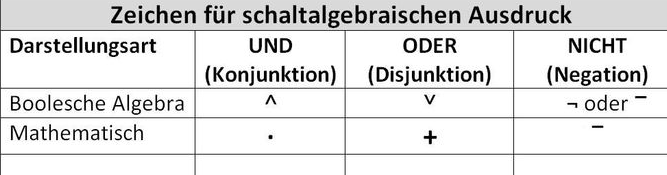 Zeichen für schaltalgebraischen Ausdruck
Darstellungsart UND ODER NICHT
(Konjunktion) (Disjunktion) (Negation)
Boolesche Algebra ^ ˅ ¬ oder ‾
Mathematisch · + ‾